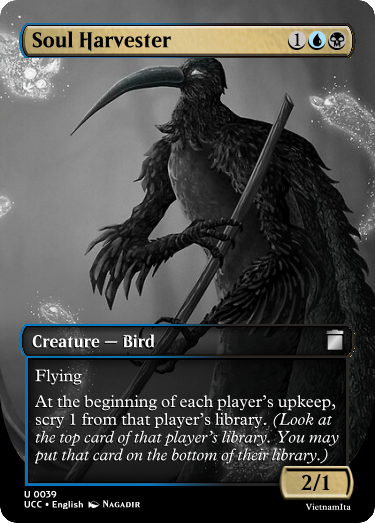 Soul Harvester 1
Creature — Bird
Flying
At the beginning of each player's upkeep,
scry 1 from that player's library. (Look at
the top card of that player's library. You may
put that card on the bottom of their library.)
2/1
U 0039
UCC • English Nagadir
VietnamIta